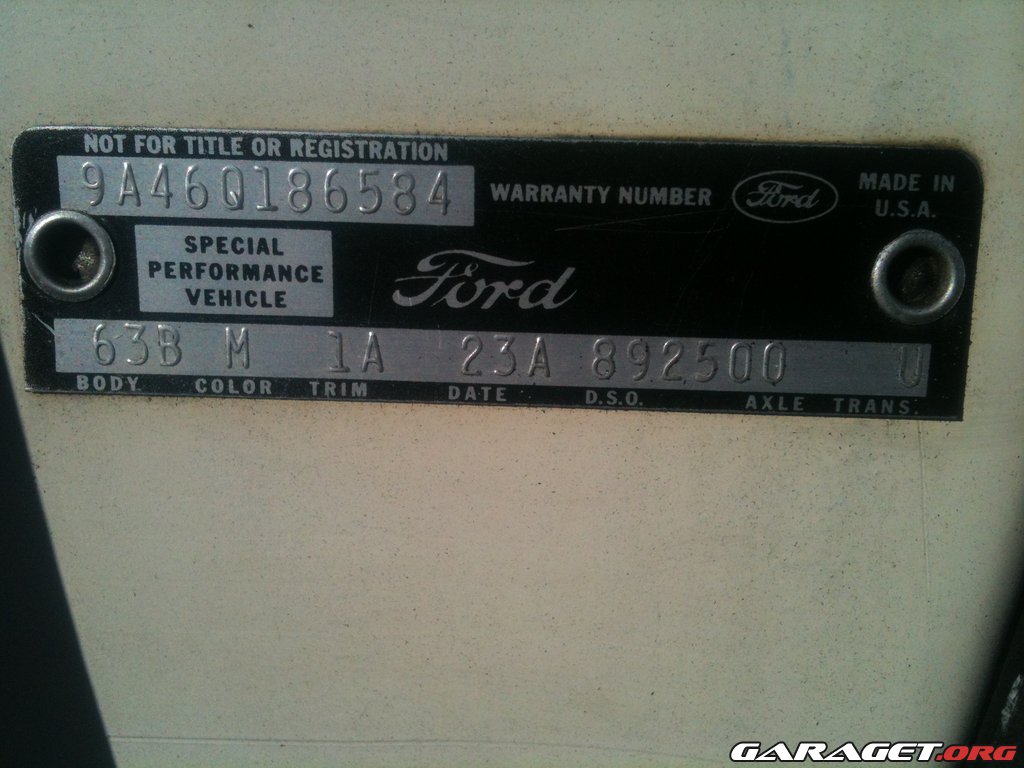 NOT FOR TITLE OR REGISTRATION
9A46Q186584
WARRANTY NUMBER
Ford
MADE IN
U.S.A.
SPECIAL
PERFORMANCE
VEHICLE
Ford
63B M 1A 23A 892500 U
BODY COLOR TRIM DATE D.S.O. AXLE TRANS.
GARAGET.ORG